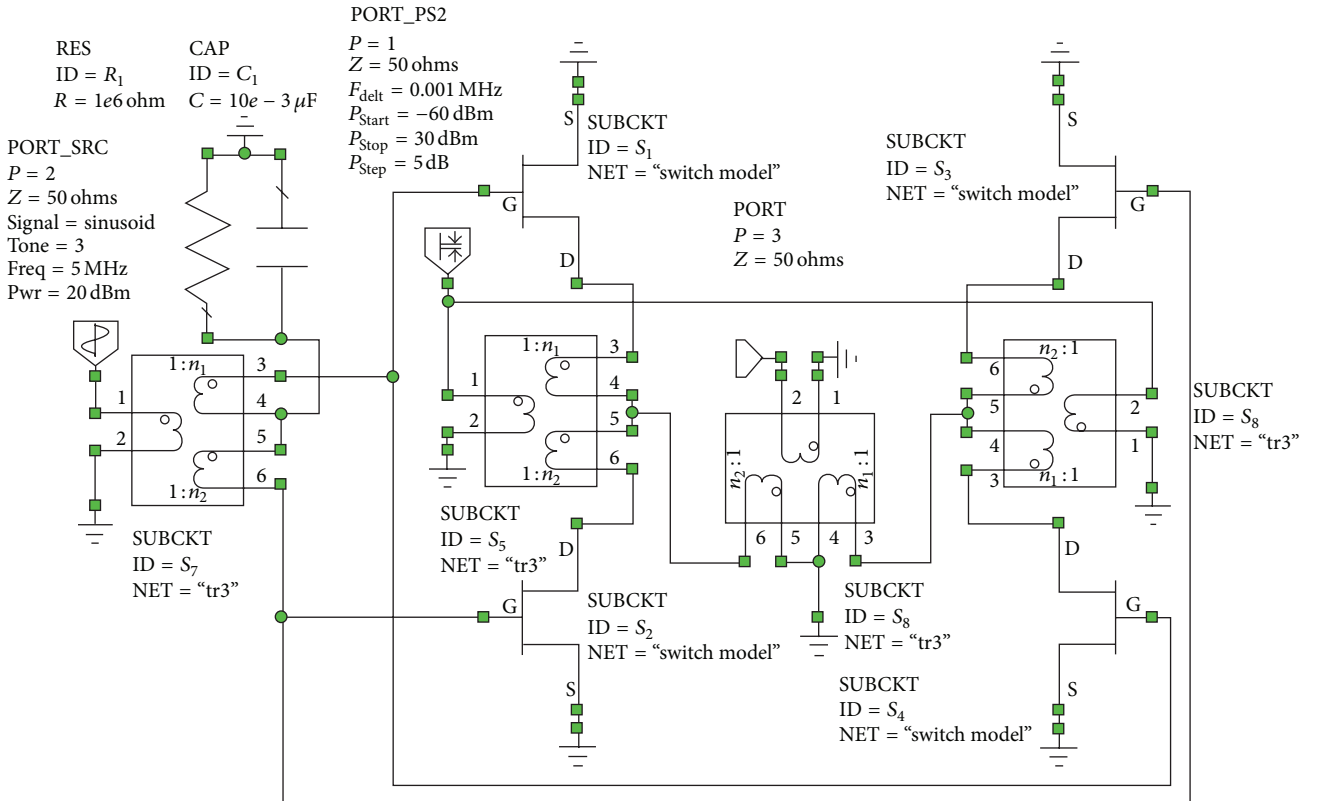 PORT_PS2
P = 1
Z = 50 ohms
F_delt = 0.001 MHz
P_Start = −60 dBm
P_Stop = 30 dBm
P_Step = 5 dB
RES
ID = R_1
R = 1e6 ohm
CAP
ID = C_1
C = 10e − 3 μF
PORT_SRC
P = 2
Z = 50 ohms
Signal = sinusoid
Tone = 3
Freq = 5 MHz
Pwr = 20 dBm
S
G
D
SUBCKT
ID = S_1
NET = “switch model”
SUBCKT
ID = S_3
NET = “switch model”
S
G
D
PORT
P = 3
Z = 50 ohms
1
2
1:n_1
3
4
5
6
1:n_2
SUBCKT
ID = S_7
NET = “tr3”
1
2
1:n_1
3
4
5
6
1:n_2
SUBCKT
ID = S_5
NET = “tr3”
2
1
n_2:1
n_1:1
6
5
4
3
SUBCKT
ID = S_8
NET = “tr3”
n_2:1
6
5
4
3
n_1:1
2
1
SUBCKT
ID = S_8
NET = “tr3”
D
G
S
SUBCKT
ID = S_2
NET = “switch model”
D
G
S
SUBCKT
ID = S_4
NET = “switch model”